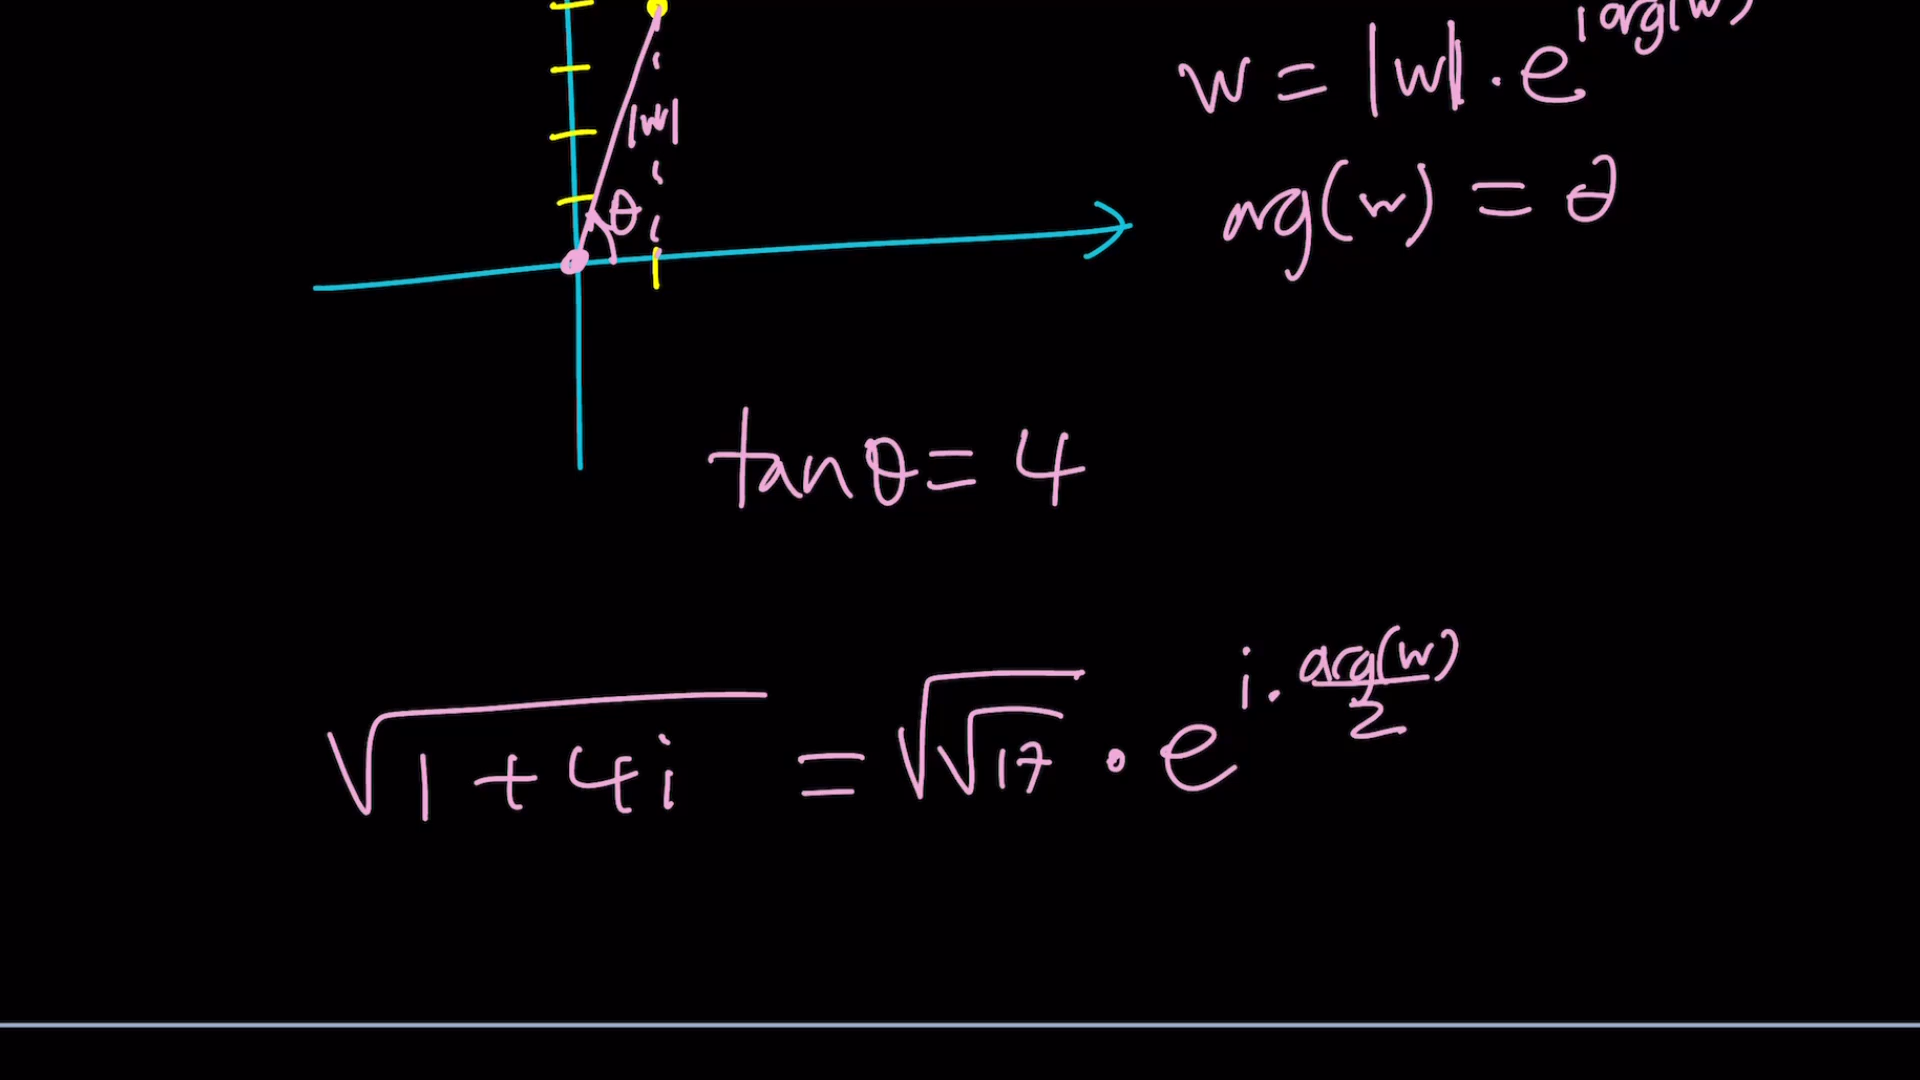 w = |w| · e^{i arg(w)}
|w|
θ
arg(w) = θ
tan θ = 4
√(1 + 4i) = √(√17) · e^{i · arg(w)/2}